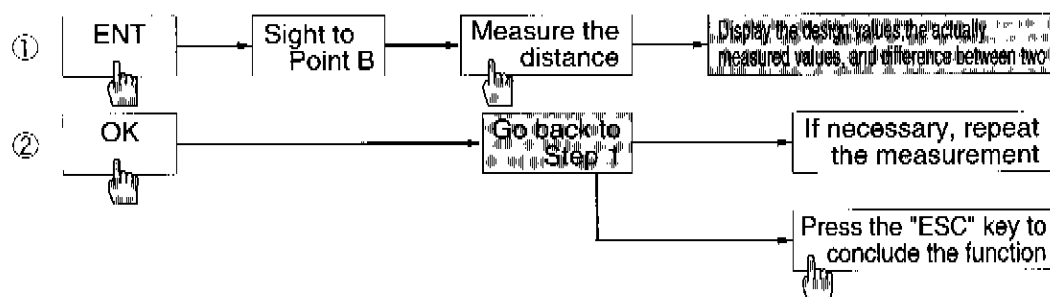 ① ENT
Sight to
Point B
Measure the
distance
Display the design values,the actually
measured values, and difference between two
② OK
Go back to
Step 1
If necessary, repeat
the measurement
Press the "ESC" key to
conclude the function